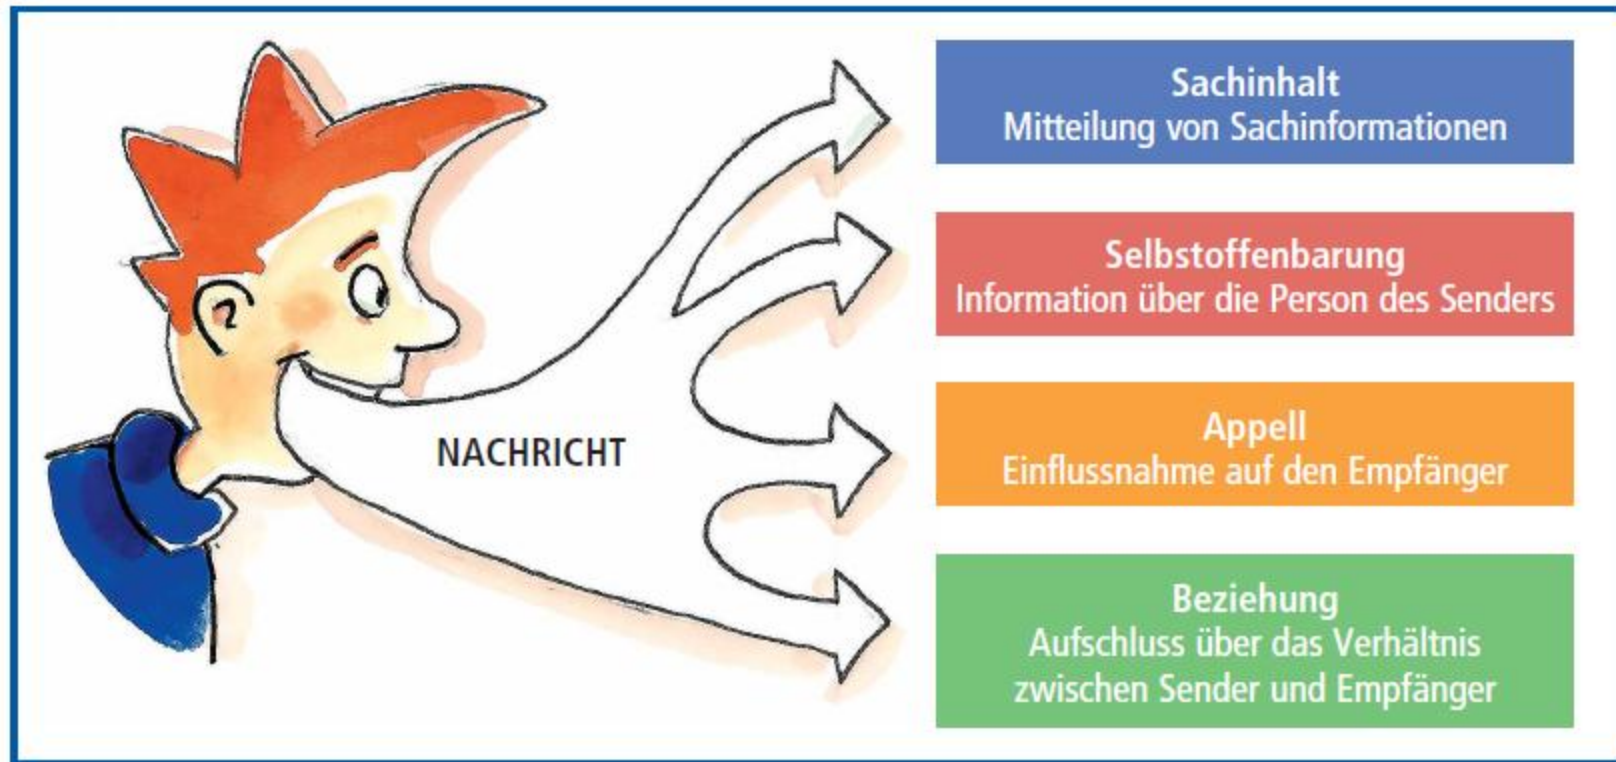 NACHRICHT
Sachinhalt
Mitteilung von Sachinformationen
Selbstoffenbarung
Information über die Person des Senders
Appell
Einflussnahme auf den Empfänger
Beziehung
Aufschluss über das Verhältnis
zwischen Sender und Empfänger